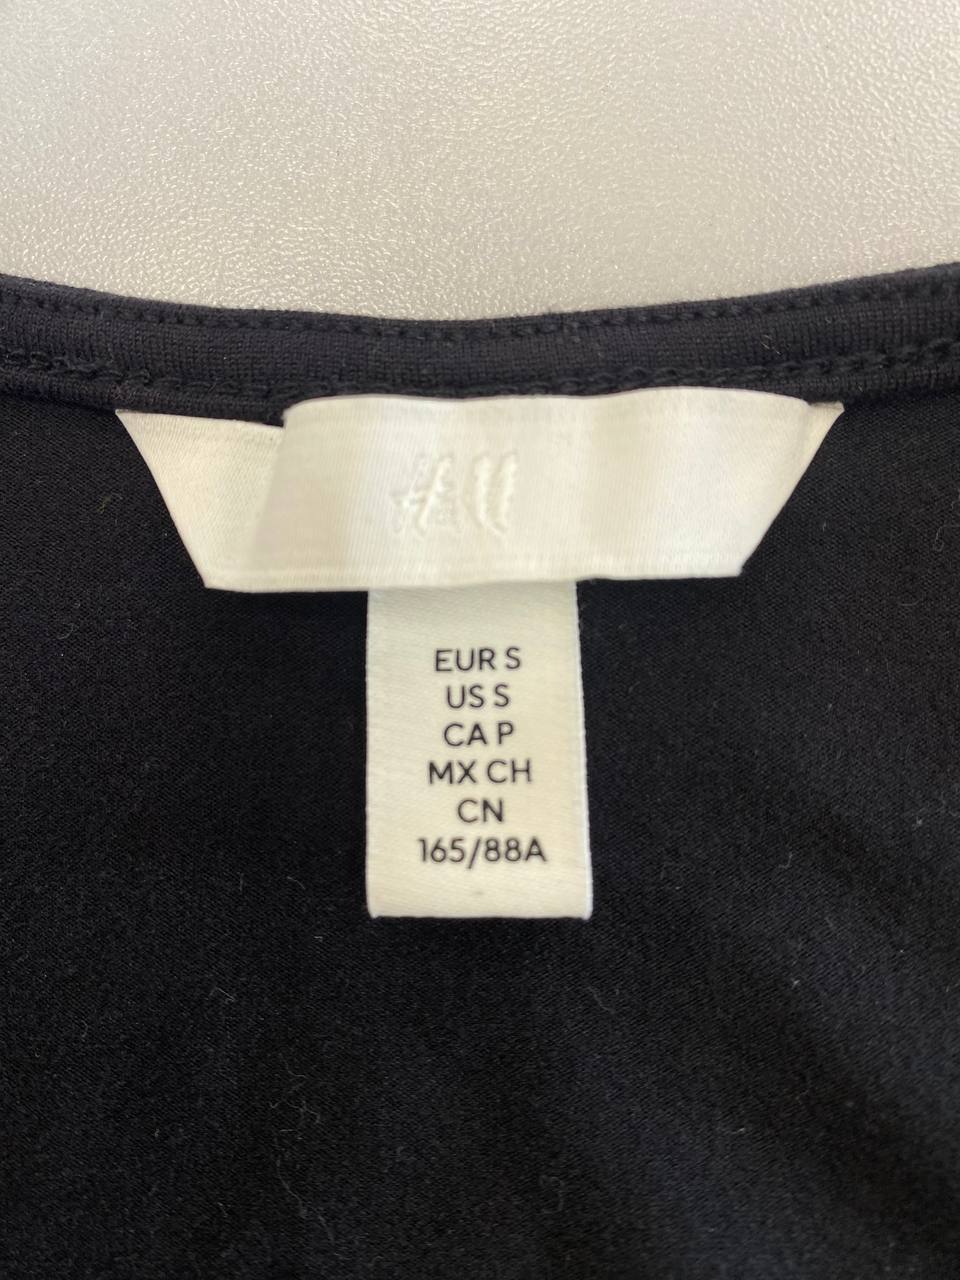 H&M
EUR S
US S
CA P
MX CH
CN
165/88A